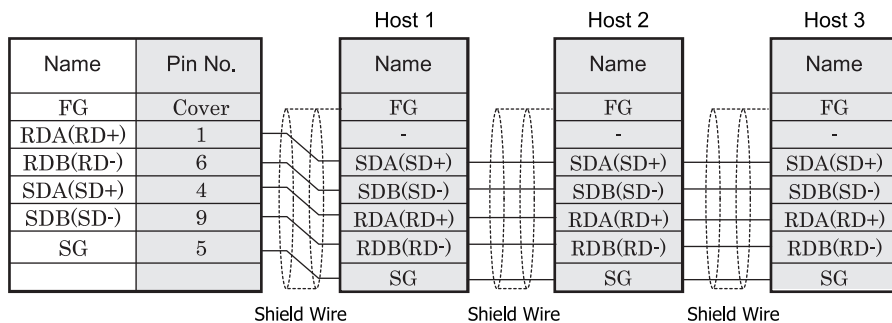 Host 1 Host 2 Host 3
Name Pin No. Name Name Name
FG Cover FG FG FG
RDA(RD+) 1 - - -
RDB(RD-) 6 SDA(SD+) SDA(SD+) SDA(SD+)
SDA(SD+) 4 SDB(SD-) SDB(SD-) SDB(SD-)
SDB(SD-) 9 RDA(RD+) RDA(RD+) RDA(RD+)
SG 5 RDB(RD-) RDB(RD-) RDB(RD-)
SG SG SG
Shield Wire Shield Wire Shield Wire